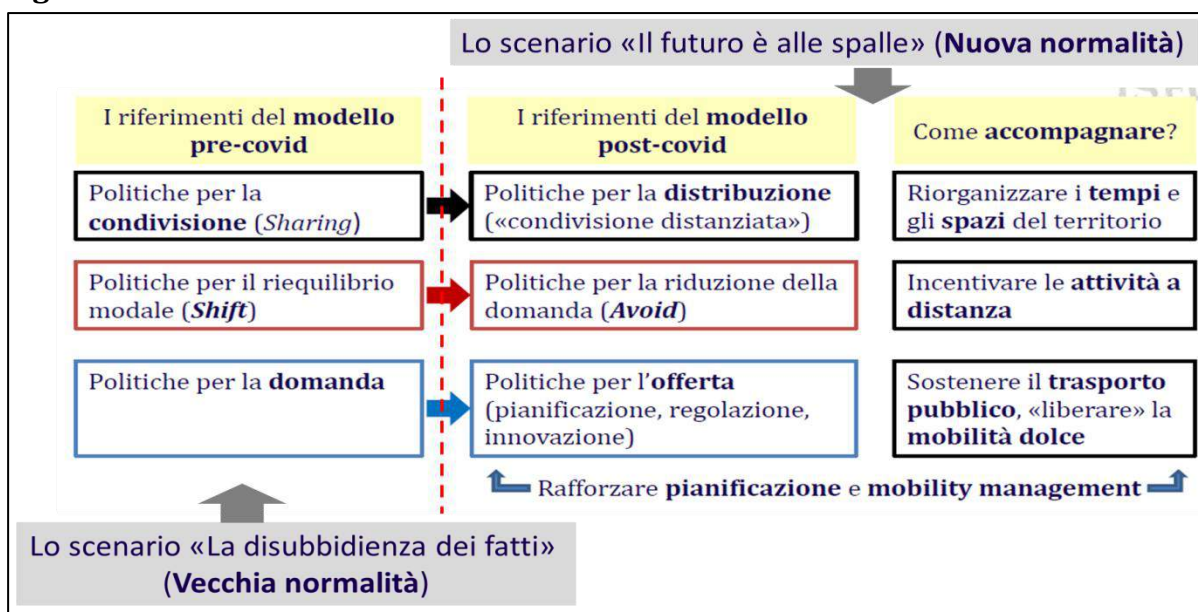 Lo scenario «Il futuro è alle spalle» (Nuova normalità)
I riferimenti del modello
pre-covid
I riferimenti del modello
post-covid
Come accompagnare?
Politiche per la
condivisione (Sharing)
Politiche per la distribuzione
(«condivisione distanziata»)
Riorganizzare i tempi e
gli spazi del territorio
Politiche per il riequilibrio
modale (Shift)
Politiche per la riduzione della
domanda (Avoid)
Incentivare le attività a
distanza
Politiche per la domanda
Politiche per l'offerta
(pianificazione, regolazione,
innovazione)
Sostenere il trasporto
pubblico, «liberare» la
mobilità dolce
Rafforzare pianificazione e mobility management
Lo scenario «La disubbidienza dei fatti»
(Vecchia normalità)